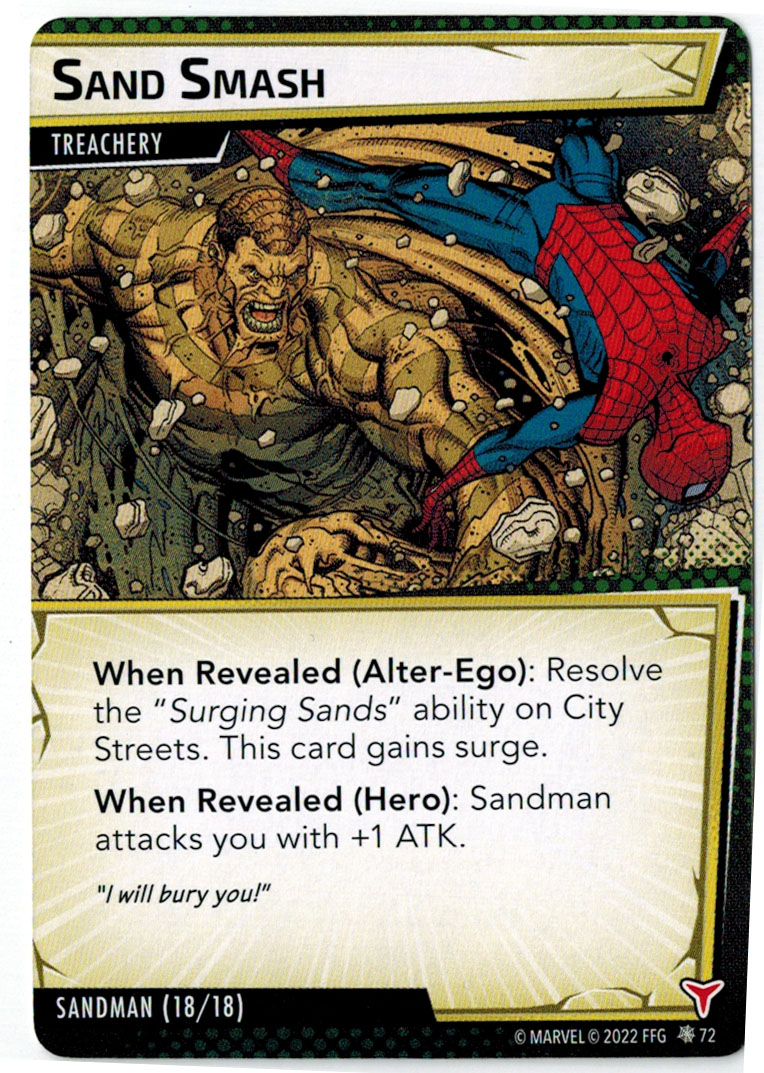 SAND SMASH
TREACHERY
When Revealed (Alter-Ego): Resolve
the "Surging Sands" ability on City
Streets. This card gains surge.
When Revealed (Hero): Sandman
attacks you with +1 ATK.
"I will bury you!"
SANDMAN (18/18)
© MARVEL © 2022 FFG 72